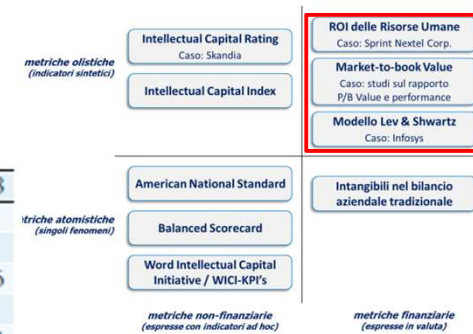 metriche olistiche
(indicatori sintetici)
Intellectual Capital Rating
Caso: Skandia
Intellectual Capital Index
ROI delle Risorse Umane
Caso: Sprint Nextel Corp.
Market-to-book Value
Caso: studi sul rapporto
P/B Value e performance
Modello Lev & Shwartz
Caso: Infosys
triche atomistiche
(singoli fenomeni)
American National Standard
Balanced Scorecard
Word Intellectual Capital
Initiative / WICI-KPI's
Intangibili nel bilancio
aziendale tradizionale
metriche non-finanziarie
(espresse con indicatori ad hoc)
metriche finanziarie
(espresse in valuta)